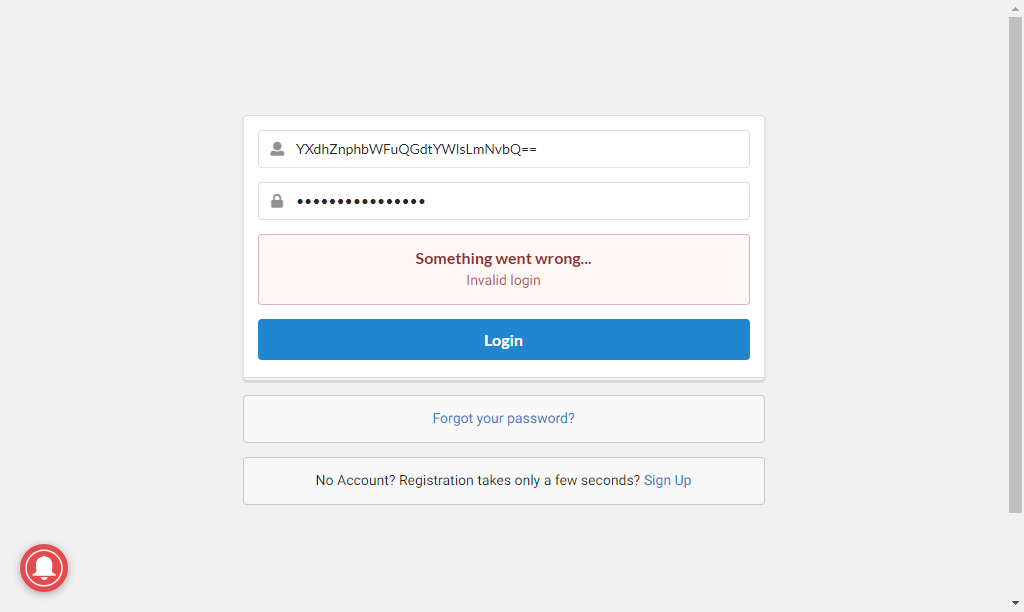 YXdhZnphbWFuQGdtYWlsLmNvbQ==
••••••••••••••••
Something went wrong...
Invalid login
Login
Forgot your password?
No Account? Registration takes only a few seconds? Sign Up